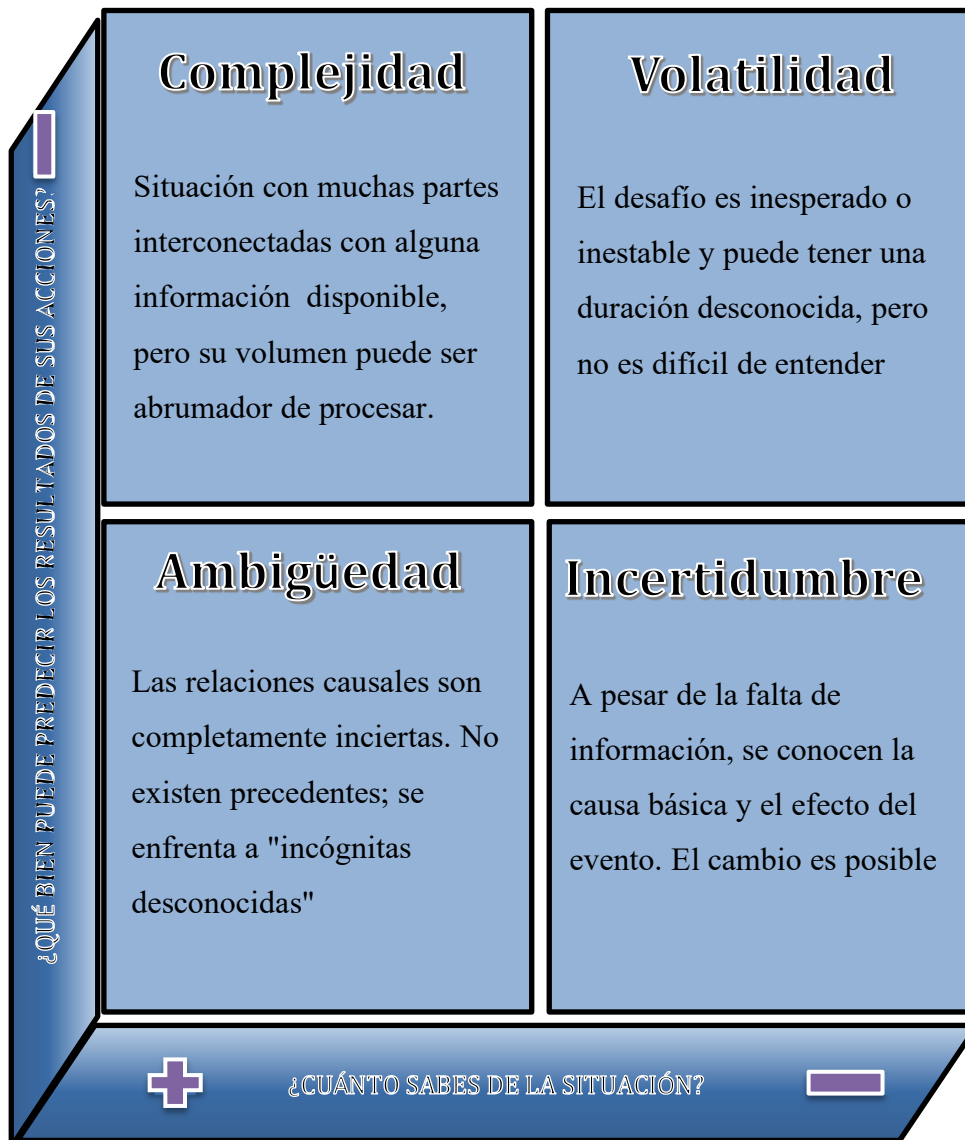 Complejidad
Situación con muchas partes
interconectadas con alguna
información disponible,
pero su volumen puede ser
abrumador de procesar.
Volatilidad
El desafío es inesperado o
inestable y puede tener una
duración desconocida, pero
no es difícil de entender
Ambigüedad
Las relaciones causales son
completamente inciertas. No
existen precedentes; se
enfrenta a "incógnitas
desconocidas"
Incertidumbre
A pesar de la falta de
información, se conocen la
causa básica y el efecto del
evento. El cambio es posible
¿QUÉ BIEN PUEDE PREDECIR LOS RESULTADOS DE SUS ACCIONES?
¿CUÁNTO SABES DE LA SITUACIÓN?